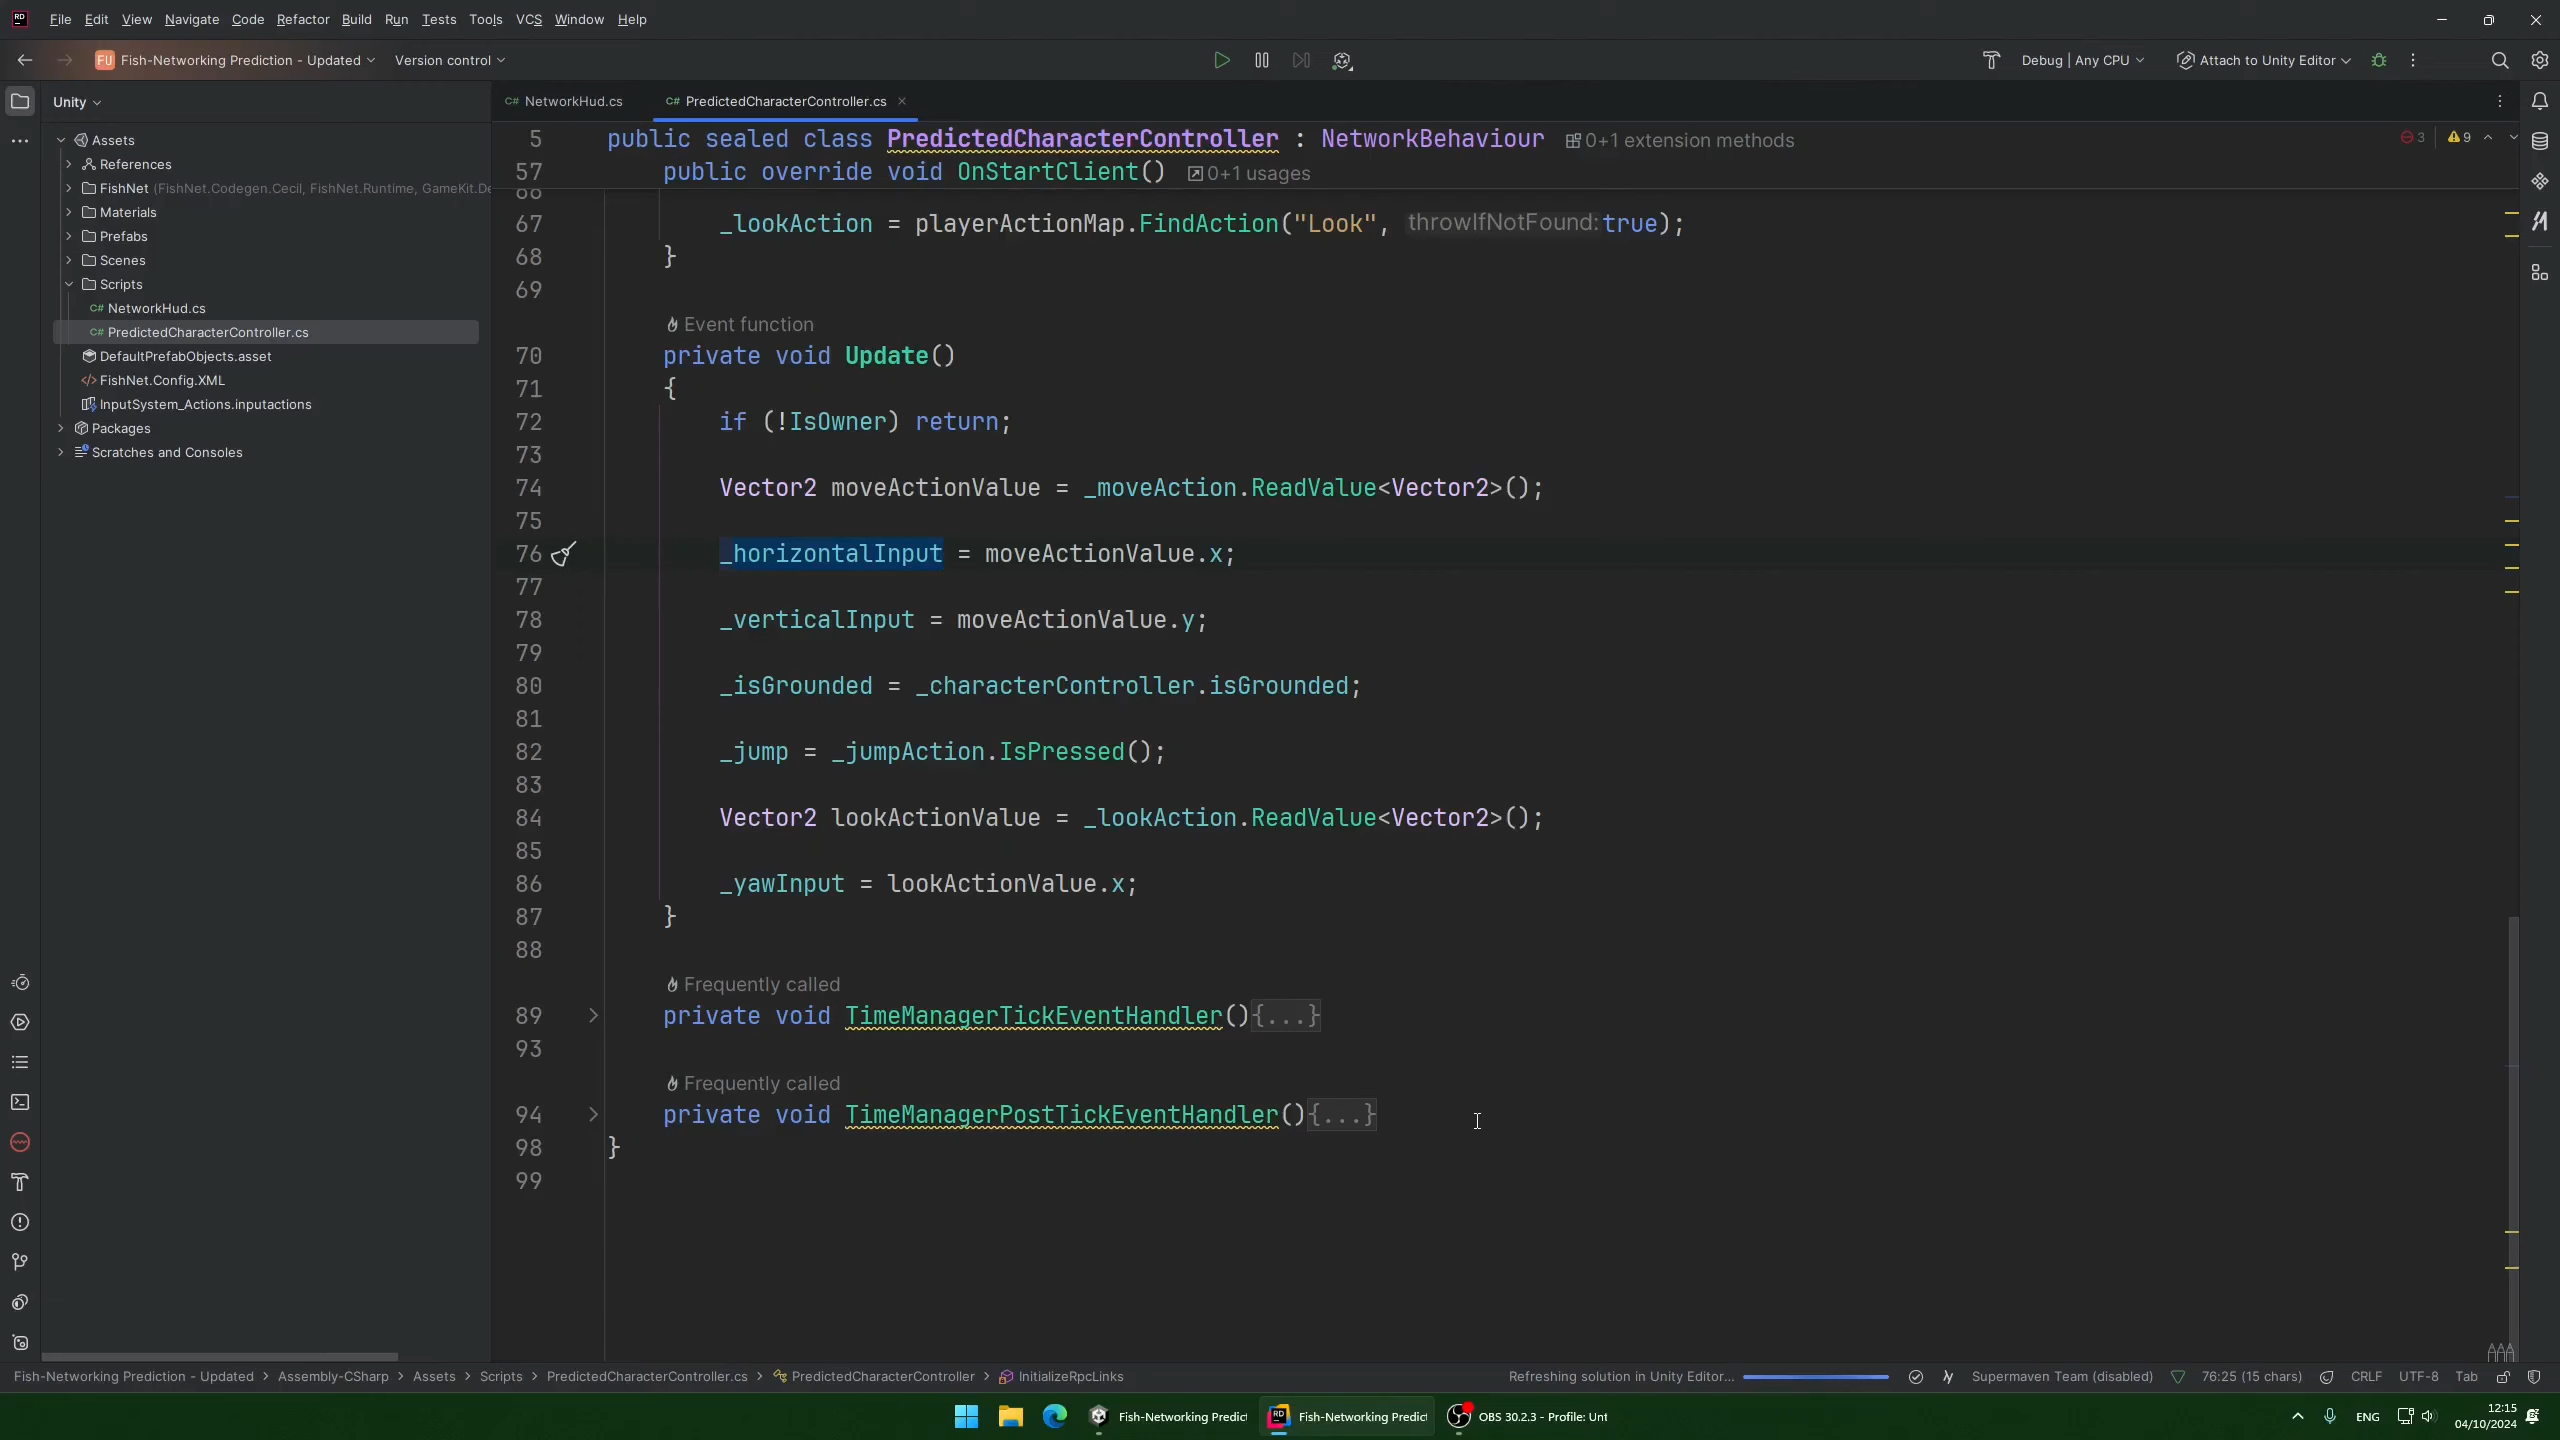 File Edit View Navigate Code Refactor Build Run Tests Tools VCS Window Help
FU Fish-Networking Prediction - Updated Version control Debug | Any CPU Attach to Unity Editor
Unity
Assets
References
FishNet (FishNet.Codegen.Cecil, FishNet.Runtime, GameKit.De
Materials
Prefabs
Scenes
Scripts
C# NetworkHud.cs
C# PredictedCharacterController.cs
DefaultPrefabObjects.asset
FishNet.Config.XML
InputSystem_Actions.inputactions
Packages
Scratches and Consoles
C# NetworkHud.cs C# PredictedCharacterController.cs
5 public sealed class PredictedCharacterController : NetworkBehaviour 0+1 extension methods
3 9
57 public override void OnStartClient() 0+1 usages
66
67 _lookAction = playerActionMap.FindAction("Look", throwIfNotFound:true);
68 }
69
Event function
70 private void Update()
71 {
72 if (!IsOwner) return;
73
74 Vector2 moveActionValue = _moveAction.ReadValue<Vector2>();
75
76 _horizontalInput = moveActionValue.x;
77
78 _verticalInput = moveActionValue.y;
79
80 _isGrounded = _characterController.isGrounded;
81
82 _jump = _jumpAction.IsPressed();
83
84 Vector2 lookActionValue = _lookAction.ReadValue<Vector2>();
85
86 _yawInput = lookActionValue.x;
87 }
88
Frequently called
89 private void TimeManagerTickEventHandler(){...}
93
Frequently called
94 private void TimeManagerPostTickEventHandler(){...}
98 }
99
Fish-Networking Prediction - Updated > Assembly-CSharp > Assets > Scripts > PredictedCharacterController.cs > PredictedCharacterController > InitializeRpcLinks Refreshing solution in Unity Editor... Supermaven Team (disabled) 76:25 (15 chars) CRLF UTF-8 Tab
Fish-Networking Predict Fish-Networking Predict OBS 30.2.3 - Profile: Unt ENG 12:15
04/10/2024